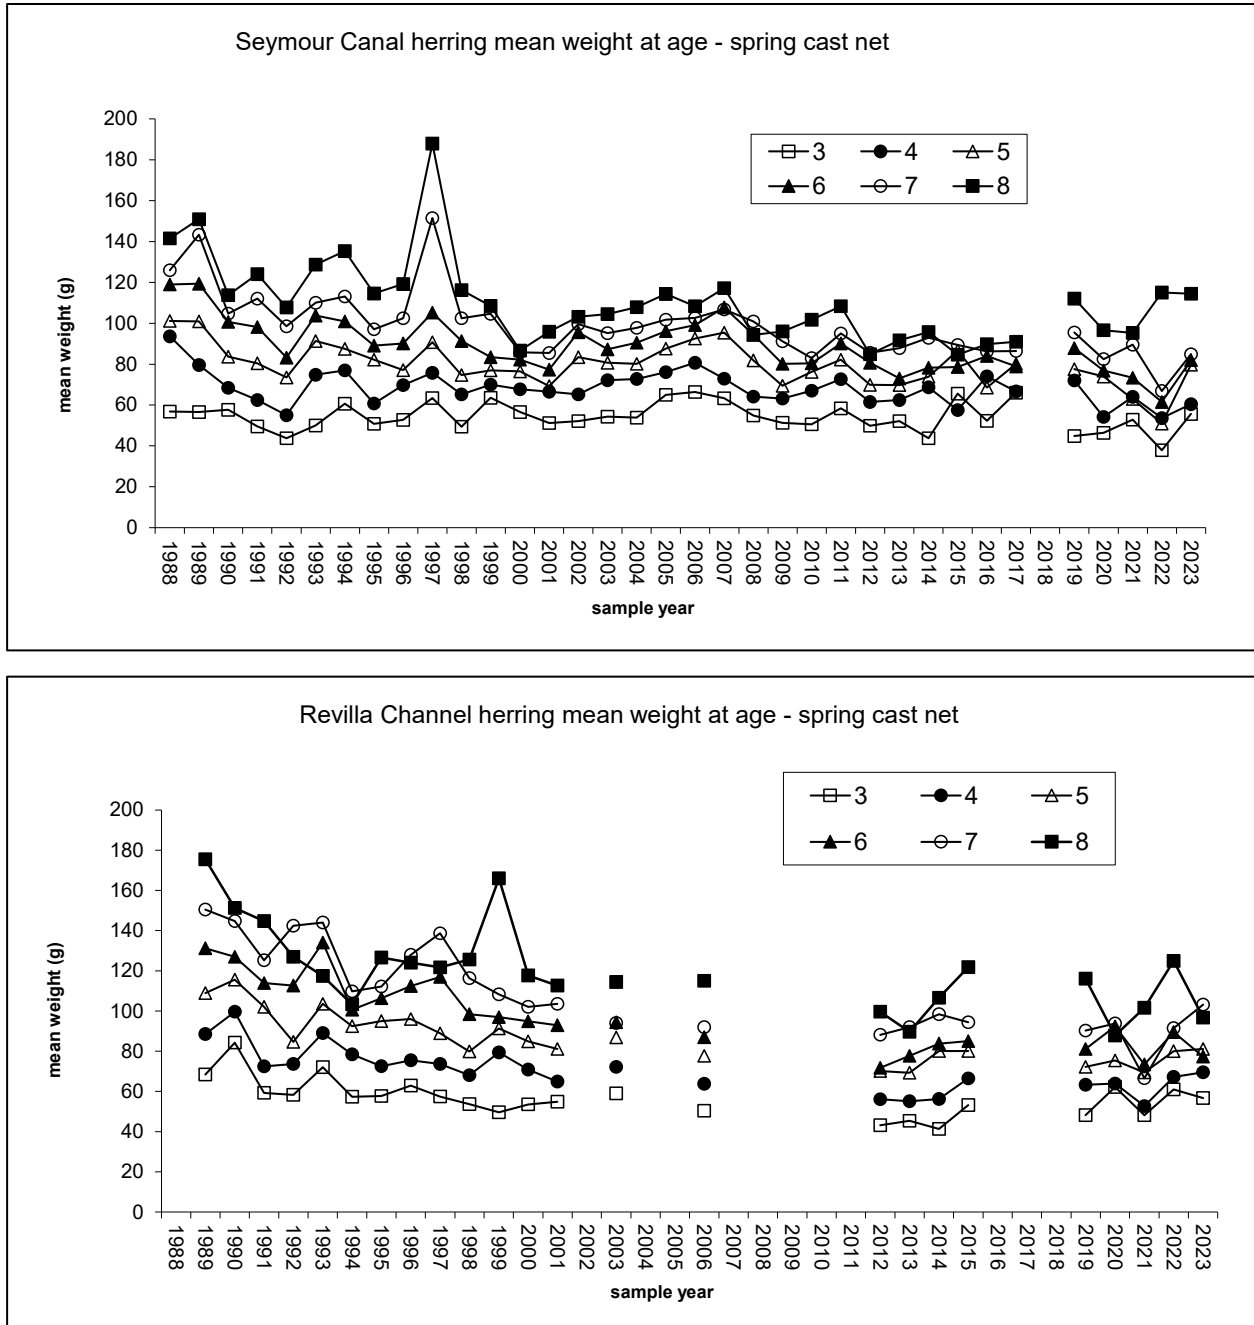 Seymour Canal herring mean weight at age - spring cast net
200
180
160
140
120
100
80
60
40
20
0
mean weight (g)
3 4 5
6 7 8
1988 1989 1990 1991 1992 1993 1994 1995 1996 1997 1998 1999 2000 2001 2002 2003 2004 2005 2006 2007 2008 2009 2010 2011 2012 2013 2014 2015 2016 2017 2018 2019 2020 2021 2022 2023
sample year
Revilla Channel herring mean weight at age - spring cast net
200
180
160
140
120
100
80
60
40
20
0
mean weight (g)
3 4 5
6 7 8
1988 1989 1990 1991 1992 1993 1994 1995 1996 1997 1998 1999 2000 2001 2002 2003 2004 2005 2006 2007 2008 2009 2010 2011 2012 2013 2014 2015 2016 2017 2018 2019 2020 2021 2022 2023
sample year